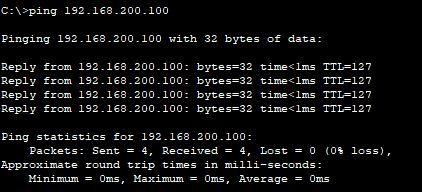 C:\>ping 192.168.200.100
Pinging 192.168.200.100 with 32 bytes of data:
Reply from 192.168.200.100: bytes=32 time<1ms TTL=127
Reply from 192.168.200.100: bytes=32 time<1ms TTL=127
Reply from 192.168.200.100: bytes=32 time<1ms TTL=127
Reply from 192.168.200.100: bytes=32 time<1ms TTL=127
Ping statistics for 192.168.200.100:
Packets: Sent = 4, Received = 4, Lost = 0 (0% loss),
Approximate round trip times in milli-seconds:
Minimum = 0ms, Maximum = 0ms, Average = 0ms